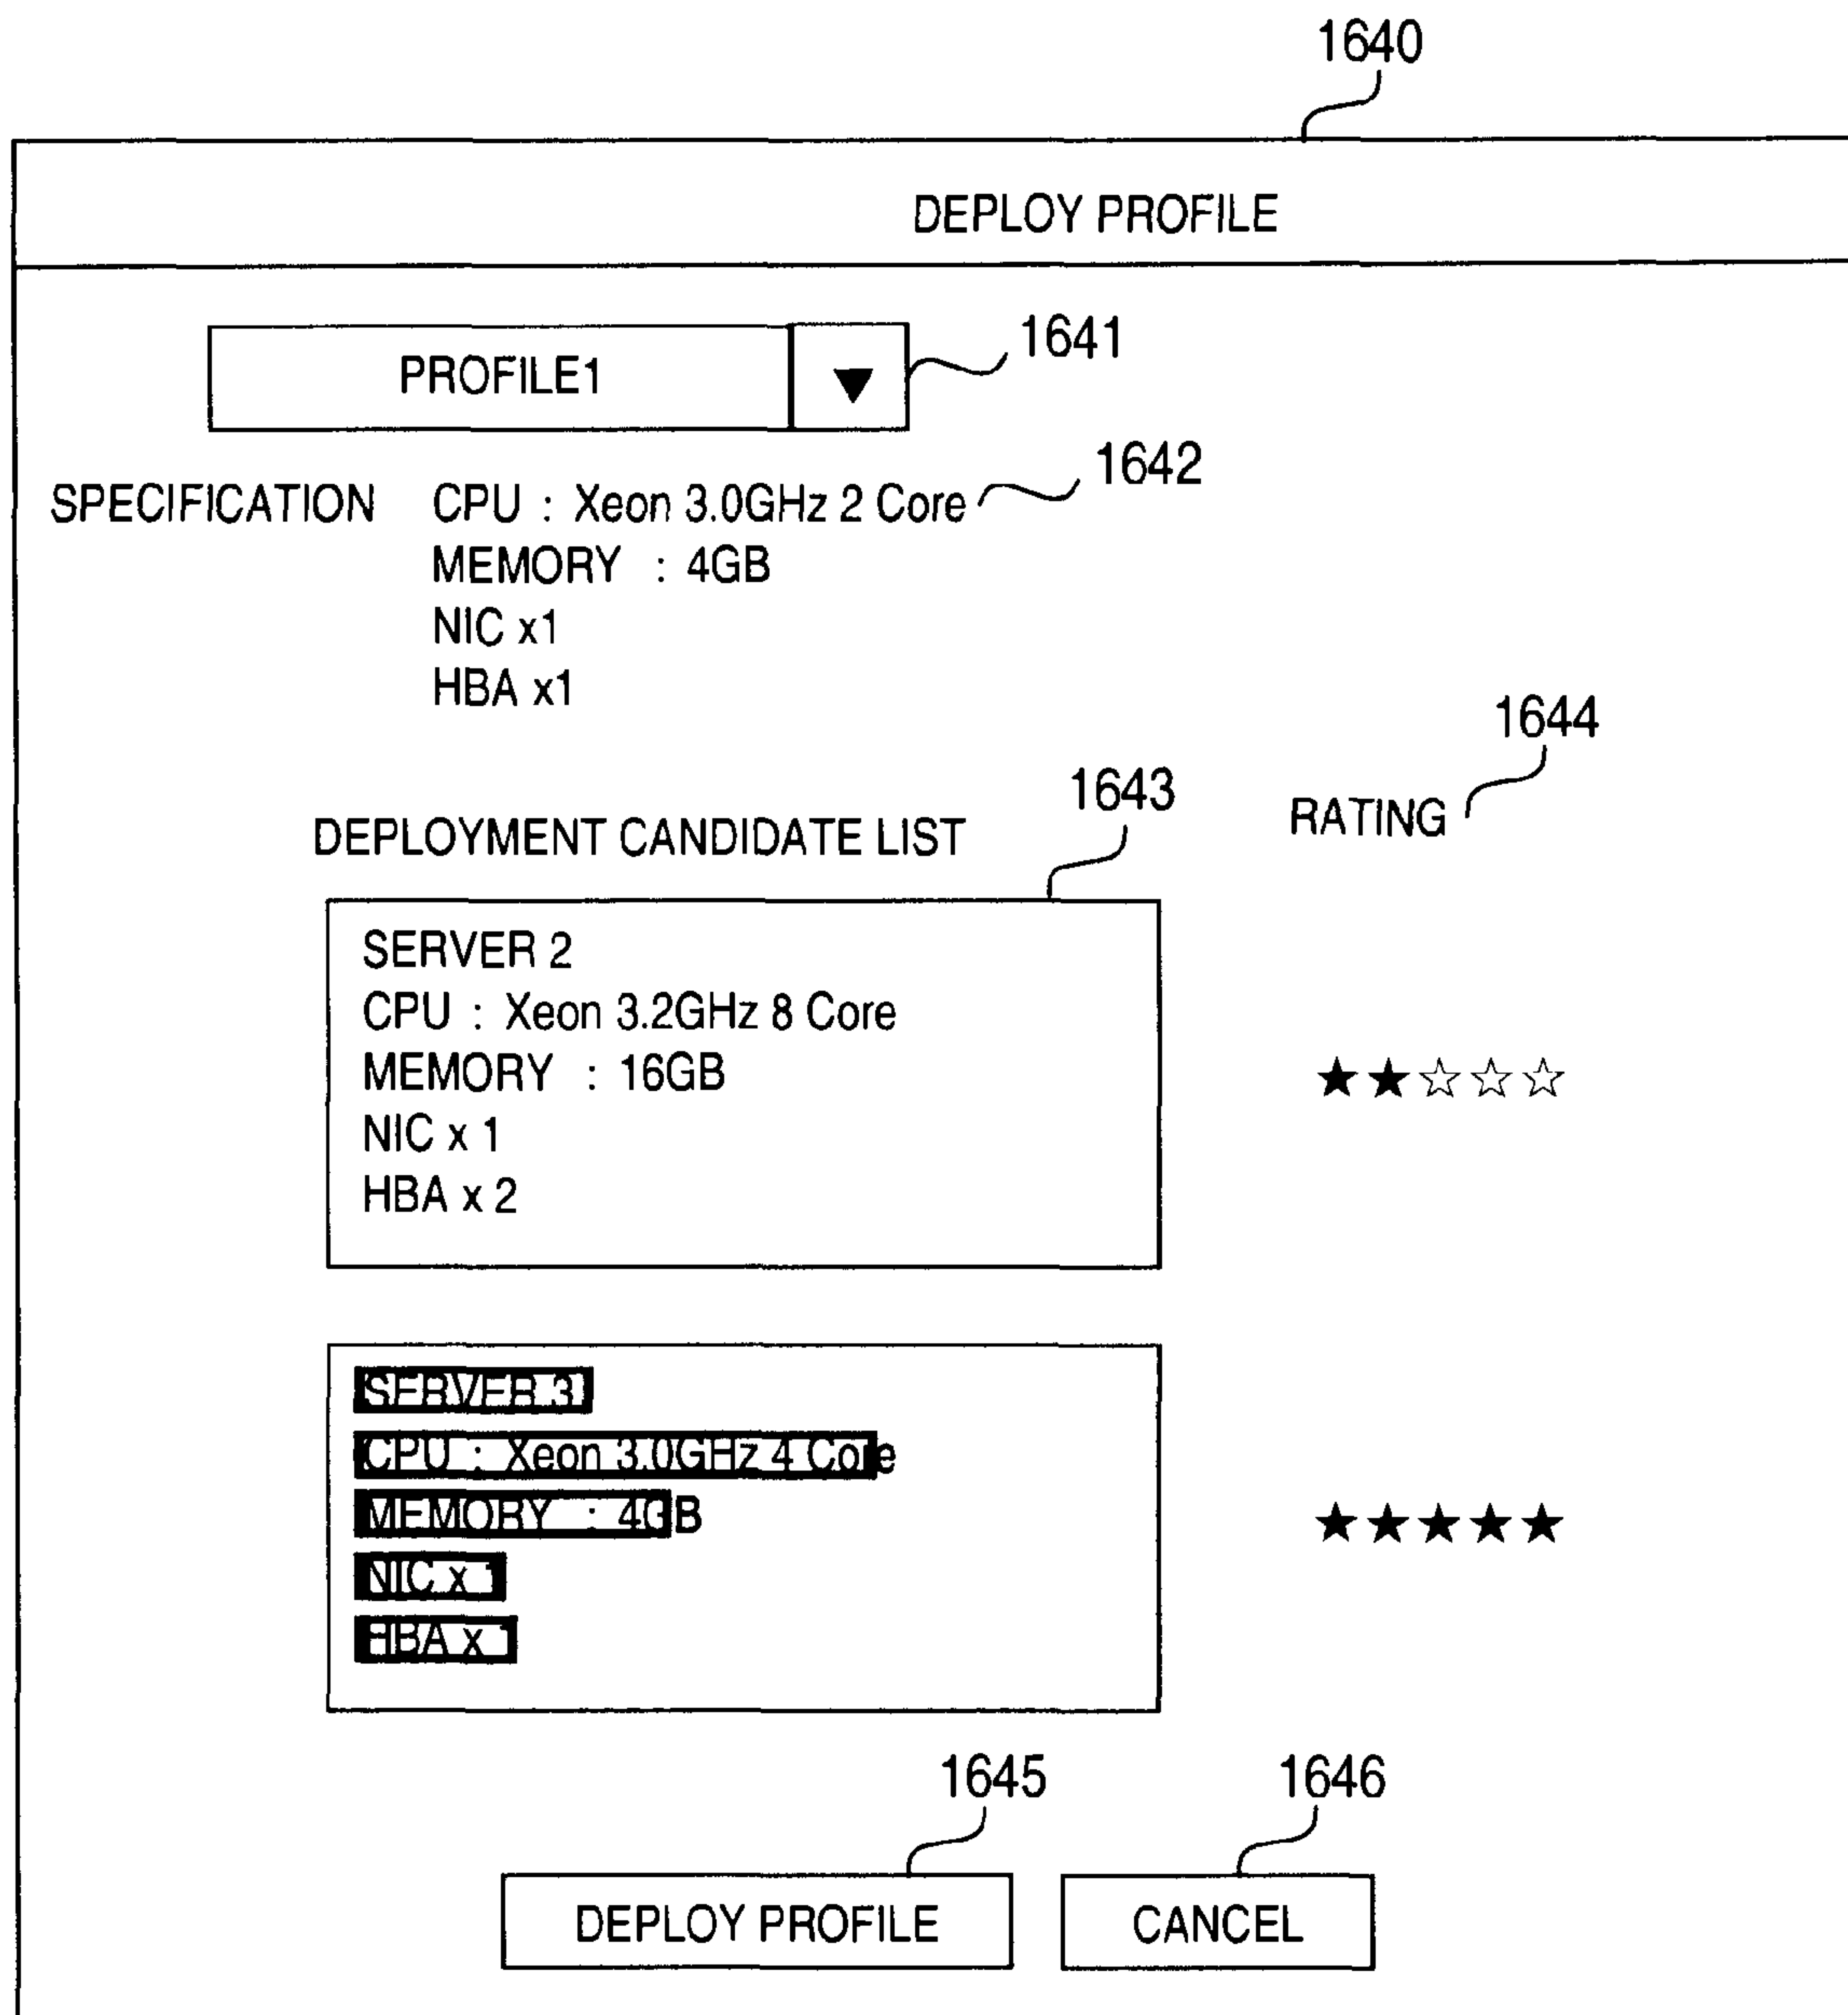 1640
DEPLOY PROFILE
PROFILE1 ▼
1641
SPECIFICATION CPU : Xeon 3.0GHz 2 Core
1642
MEMORY : 4GB
NIC x1
HBA x1
1644
1643
RATING
DEPLOYMENT CANDIDATE LIST
SERVER 2
CPU : Xeon 3.2GHz 8 Core
MEMORY : 16GB
★★☆☆☆
NIC x 1
HBA x 2
SERVER 3
CPU : Xeon 3.0GHz 4 Core
MEMORY : 4GB
★★★★★
NIC x 1
HBA x 1
1645
1646
DEPLOY PROFILE
CANCEL